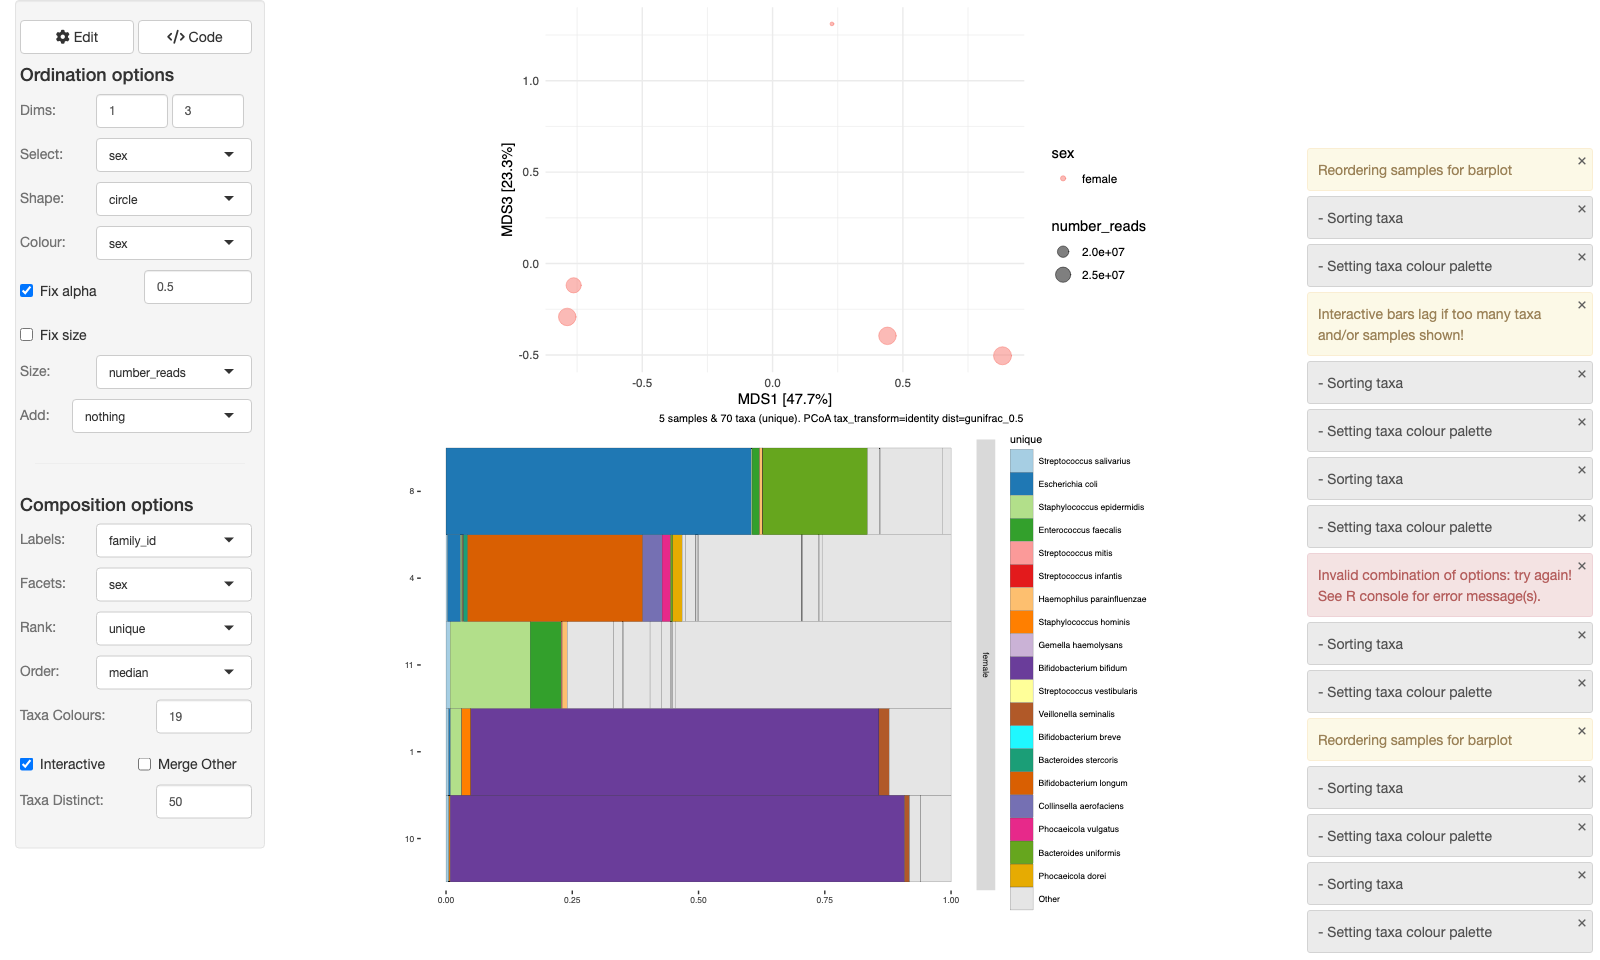 Edit
</> Code
Ordination options
Dims: 1 3
Select: sex
Shape: circle
Colour: sex
Fix alpha 0.5
Fix size
Size: number_reads
Add: nothing
Composition options
Labels: family_id
Facets: sex
Rank: unique
Order: median
Taxa Colours: 19
Interactive Merge Other
Taxa Distinct: 50
MDS3 [23.3%]
1.0
0.5
0.0
-0.5
-0.5 0.0 0.5
MDS1 [47.7%]
5 samples & 70 taxa (unique). PCoA tax_transform=identity dist=gunifrac_0.5
sex
female
number_reads
2.0e+07
2.5e+07
8
4
11
1
10
0.00 0.25 0.50 0.75 1.00
female
unique
Streptococcus salivarius
Escherichia coli
Staphylococcus epidermidis
Enterococcus faecalis
Streptococcus mitis
Streptococcus infantis
Haemophilus parainfluenzae
Staphylococcus hominis
Gemella haemolysans
Bifidobacterium bifidum
Streptococcus vestibularis
Veillonella seminalis
Bifidobacterium breve
Bacteroides stercoris
Bifidobacterium longum
Collinsella aerofaciens
Phocaeicola vulgatus
Bacteroides uniformis
Phocaeicola dorei
Other
Reordering samples for barplot ×
- Sorting taxa ×
- Setting taxa colour palette ×
Interactive bars lag if too many taxa ×
and/or samples shown!
- Sorting taxa ×
- Setting taxa colour palette ×
- Sorting taxa ×
- Setting taxa colour palette ×
Invalid combination of options: try again! ×
See R console for error message(s).
- Sorting taxa ×
- Setting taxa colour palette ×
Reordering samples for barplot ×
- Sorting taxa ×
- Setting taxa colour palette ×
- Sorting taxa ×
- Setting taxa colour palette ×